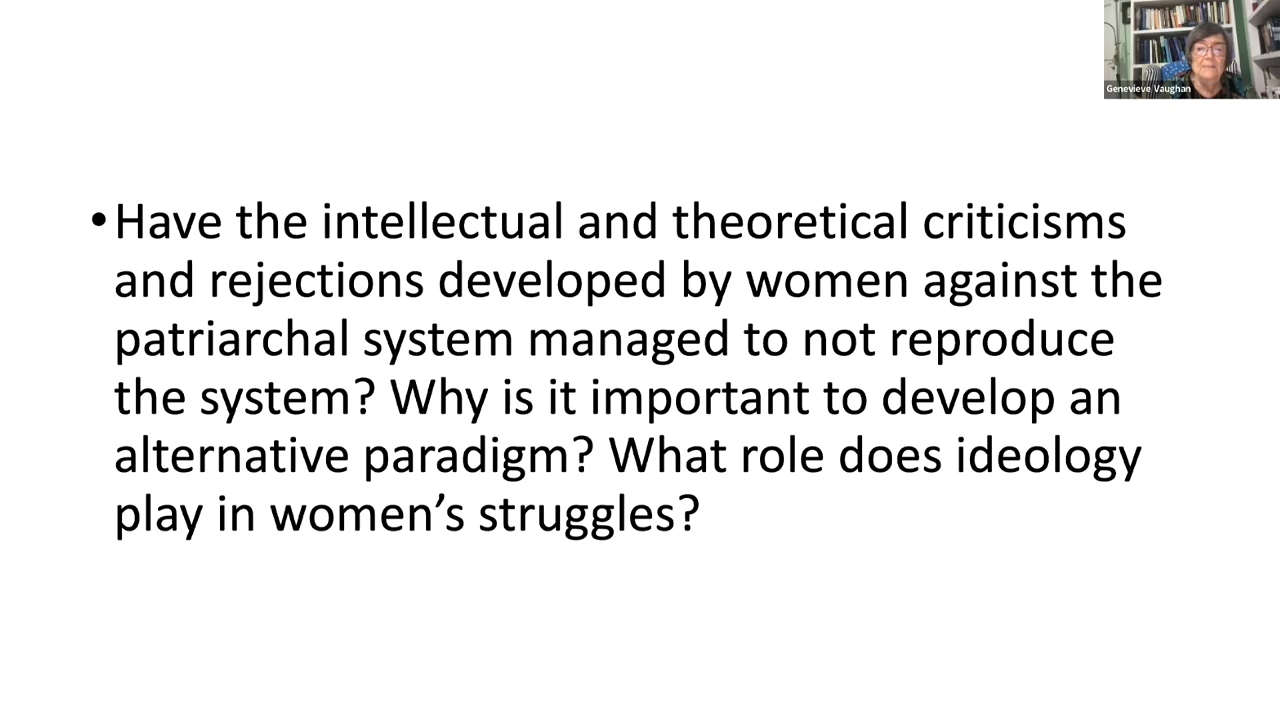 Genevieve Vaughan
• Have the intellectual and theoretical criticisms
and rejections developed by women against the
patriarchal system managed to not reproduce
the system? Why is it important to develop an
alternative paradigm? What role does ideology
play in women’s struggles?